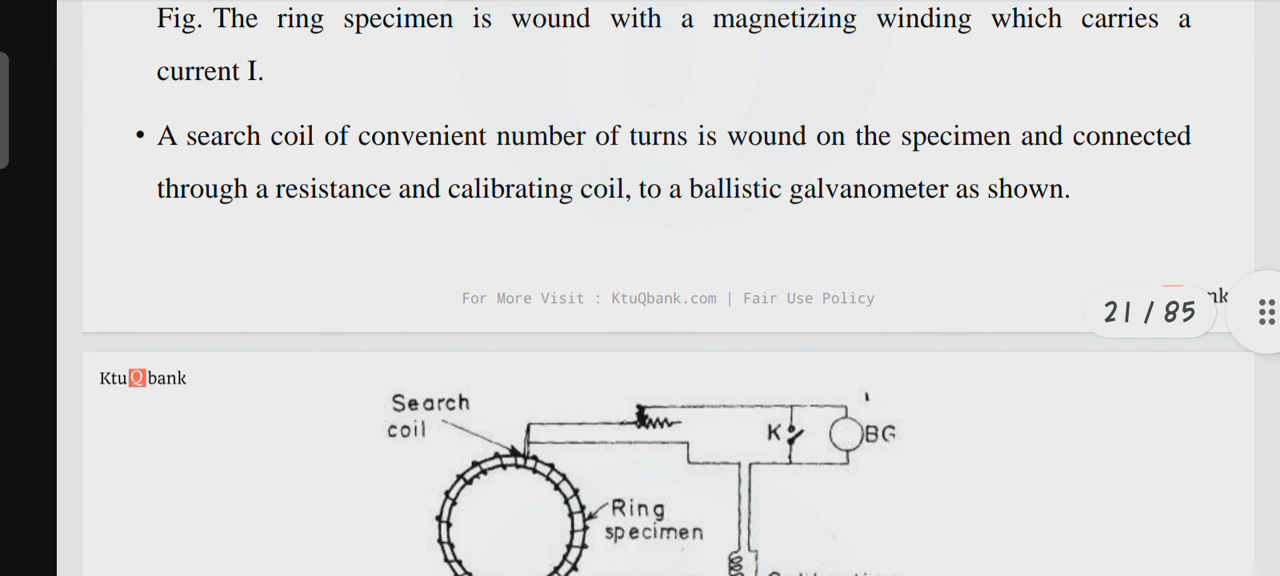 Fig. The ring specimen is wound with a magnetizing winding which carries a
current I.
• A search coil of convenient number of turns is wound on the specimen and connected
through a resistance and calibrating coil, to a ballistic galvanometer as shown.
For More Visit : KtuQbank.com | Fair Use Policy
21 / 85
KtuQbank
Search
coil
K
BG
Ring
specimen